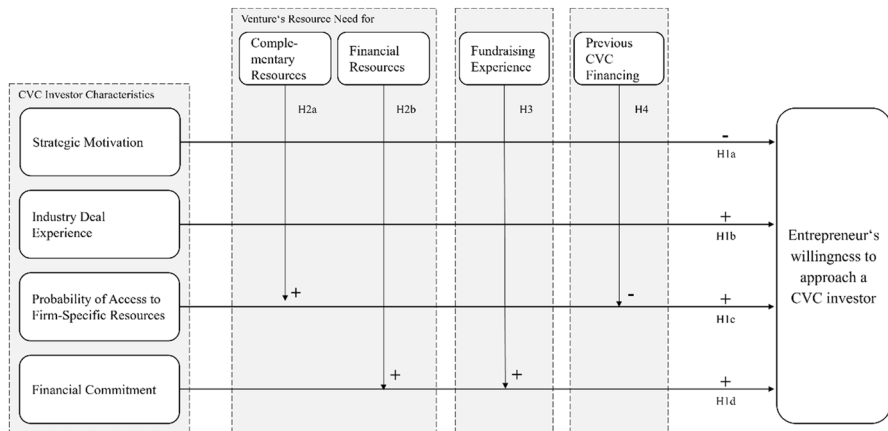 Venture‘s Resource Need for
Comple-
mentary
Resources
Financial
Resources
Fundraising
Experience
Previous
CVC
Financing
CVC Investor Characteristics
H2a
H2b
H3
H4
Strategic Motivation
-
H1a
Industry Deal
Experience
+
H1b
Entrepreneur‘s
willingness to
approach a
CVC investor
Probability of Access to
Firm-Specific Resources
+
-
+
H1c
Financial Commitment
+
+
+
H1d